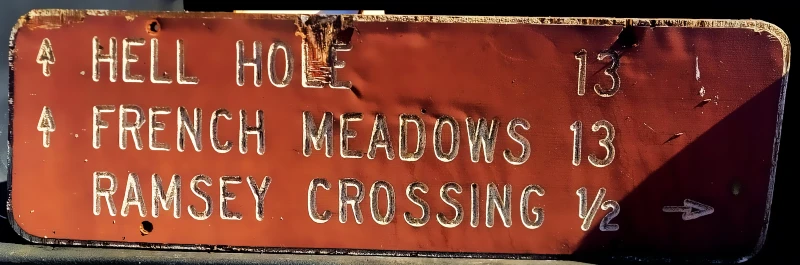 ↑ HELL HOLE 13
↑ FRENCH MEADOWS 13
RAMSEY CROSSING 1/2 →